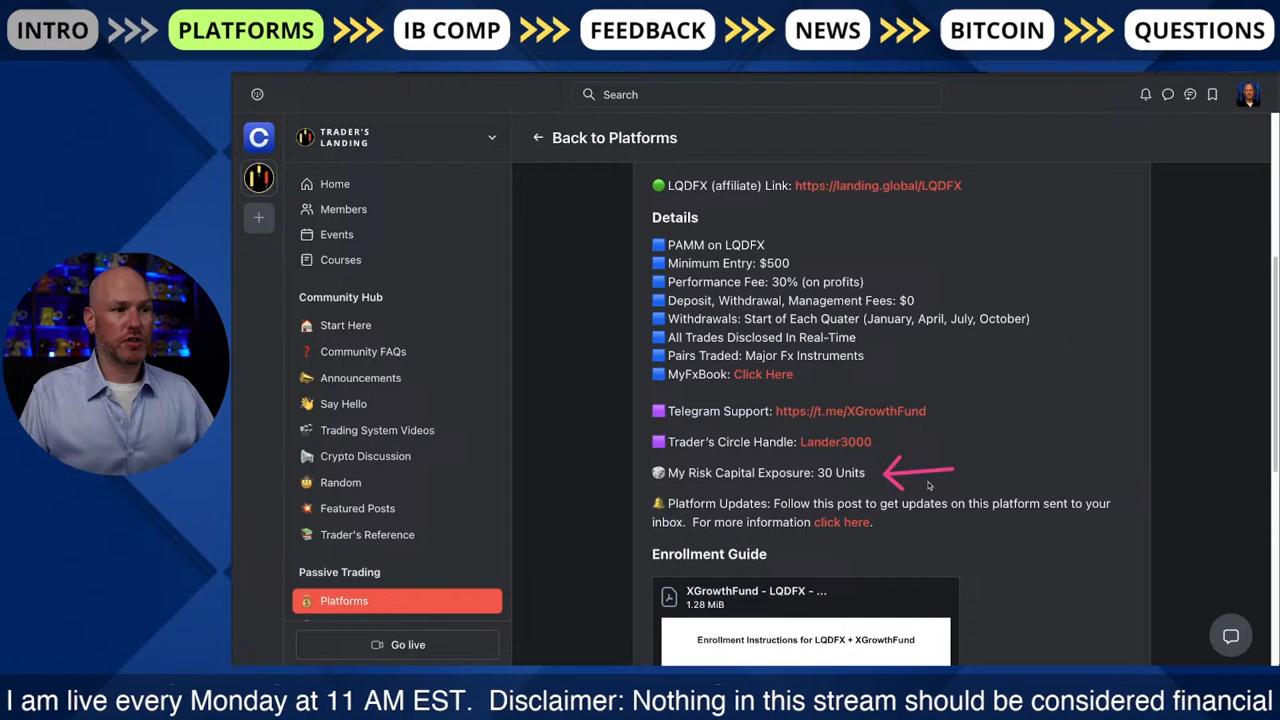 INTRO
PLATFORMS
IB COMP
FEEDBACK
NEWS
BITCOIN
QUESTIONS
Search
TRADER'S
LANDING
Back to Platforms
Home
Members
Events
Courses
Community Hub
Start Here
Community FAQs
Announcements
Say Hello
Trading System Videos
Crypto Discussion
Random
Featured Posts
Trader's Reference
Passive Trading
Platforms
Go live
LQDFX (affiliate) Link: https://landing.global/LQDFX
Details
PAMM on LQDFX
Minimum Entry: $500
Performance Fee: 30% (on profits)
Deposit, Withdrawal, Management Fees: $0
Withdrawals: Start of Each Quater (January, April, July, October)
All Trades Disclosed In Real-Time
Pairs Traded: Major Fx Instruments
MyFxBook: Click Here
Telegram Support: https://t.me/XGrowthFund
Trader's Circle Handle: Lander3000
My Risk Capital Exposure: 30 Units
Platform Updates: Follow this post to get updates on this platform sent to your
inbox. For more information click here.
Enrollment Guide
XGrowthFund - LQDFX - ...
1.28 MiB
Enrollment Instructions for LQDFX + XGrowthFund
I am live every Monday at 11 AM EST. Disclaimer: Nothing in this stream should be considered financial